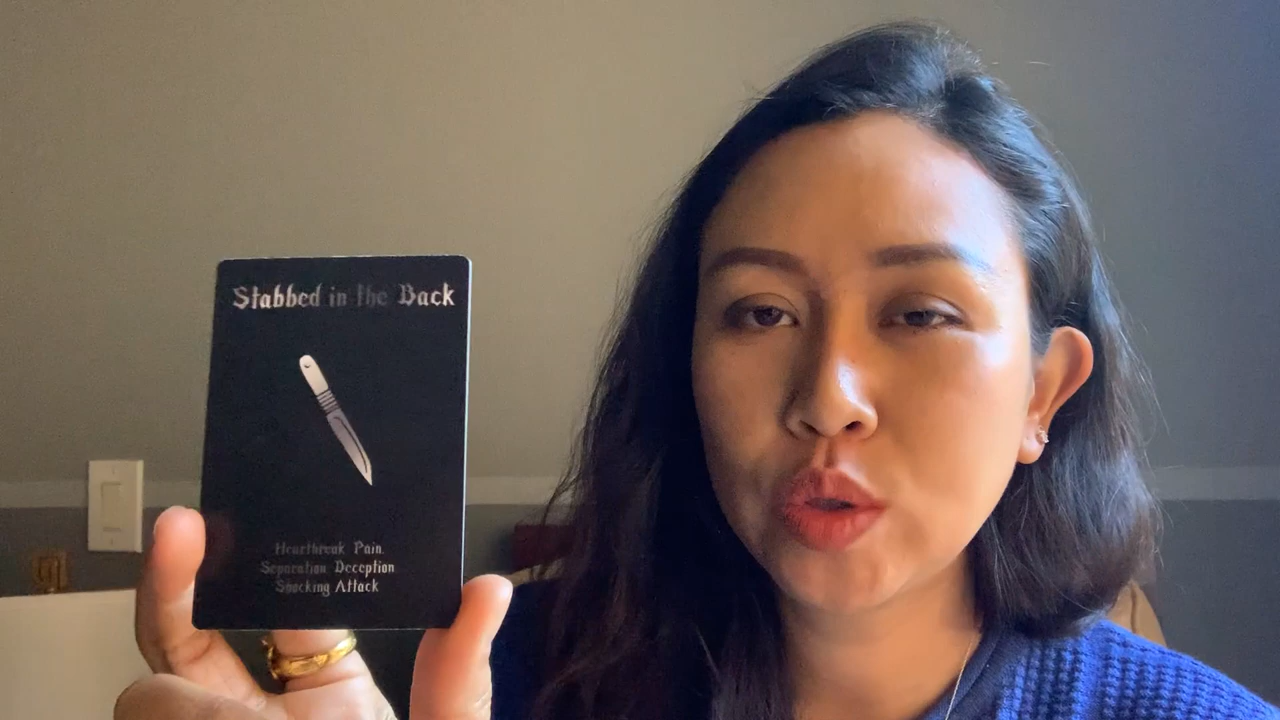 Stabbed in the Back
Heartbreak Pain.
Separation Deception
Shocking Attack